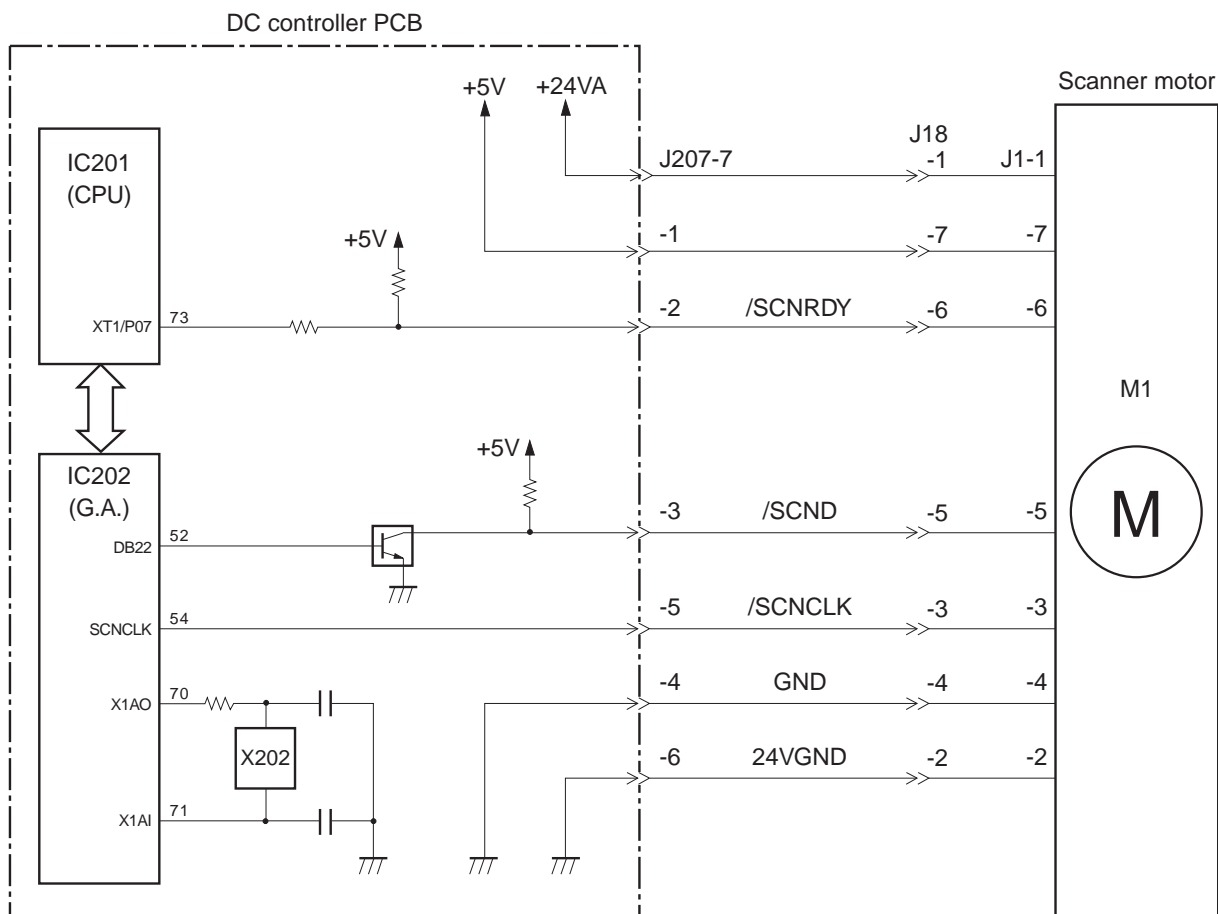 DC controller PCB
Scanner motor
+5V
+24VA
IC201
(CPU)
J207-7
J18
-1
J1-1
+5V
-1
-7
-7
XT1/P07
73
-2
/SCNRDY
-6
-6
M1
IC202
(G.A.)
+5V
DB22
52
-3
/SCND
-5
-5
M
SCNCLK
54
-5
/SCNCLK
-3
-3
X1AO
70
-4
GND
-4
-4
X202
-6
24VGND
-2
-2
X1AI
71